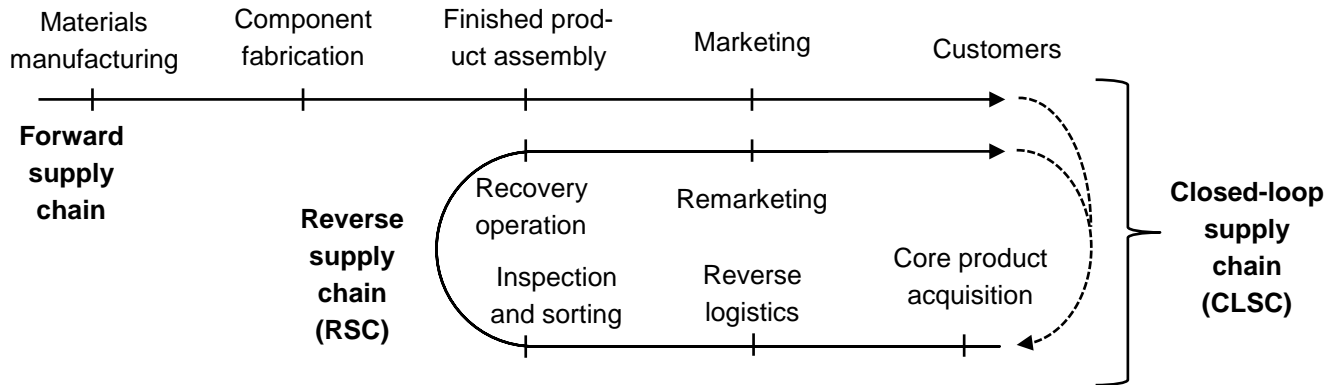 Materials
manufacturing
Component
fabrication
Finished prod-
uct assembly
Marketing
Customers
Forward
supply
chain
Reverse
supply
chain
(RSC)
Recovery
operation
Remarketing
Inspection
and sorting
Reverse
logistics
Core product
acquisition
Closed-loop
supply
chain
(CLSC)